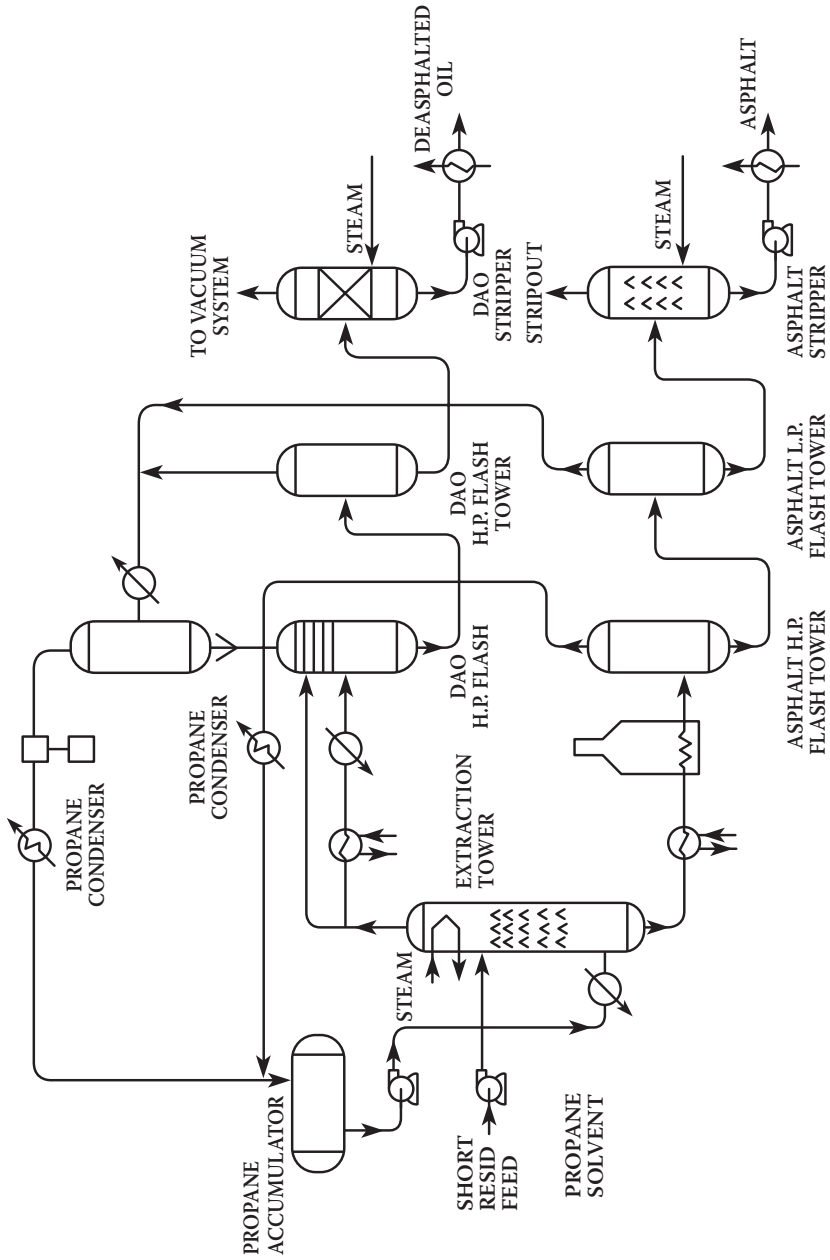 PROPANE
CONDENSER
PROPANE
CONDENSER
PROPANE
ACCUMULATOR
TO VACUUM
SYSTEM
STEAM
DEASPHALTED
OIL
DAO
H.P. FLASH
DAO
H.P. FLASH
TOWER
DAO
STRIPPER
STRIPOUT
STEAM
EXTRACTION
TOWER
SHORT
RESID
FEED
PROPANE
SOLVENT
STEAM
ASPHALT
ASPHALT H.P.
FLASH TOWER
ASPHALT L.P.
FLASH TOWER
ASPHALT
STRIPPER